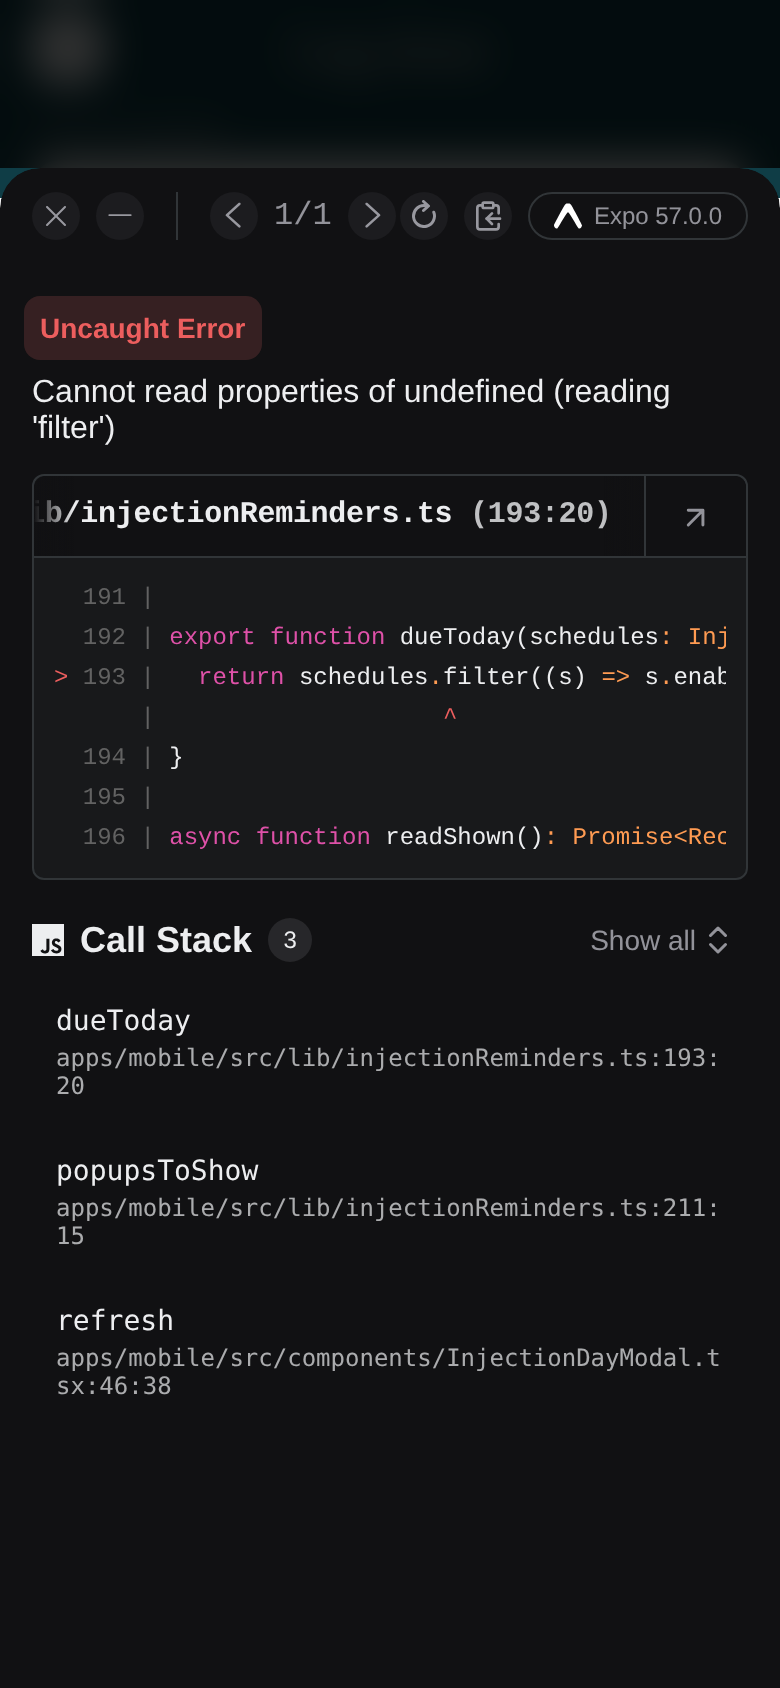 1/1
Expo 57.0.0
Uncaught Error
Cannot read properties of undefined (reading
'filter')
b/injectionReminders.ts (193:20)
191 |
192 | export function dueToday(schedules: Inj
> 193 |   return schedules.filter((s) => s.enab
|                    ^
194 | }
195 |
196 | async function readShown(): Promise<Rec
JS Call Stack 3
Show all
dueToday
apps/mobile/src/lib/injectionReminders.ts:193:
20
popupsToShow
apps/mobile/src/lib/injectionReminders.ts:211:
15
refresh
apps/mobile/src/components/InjectionDayModal.t
sx:46:38